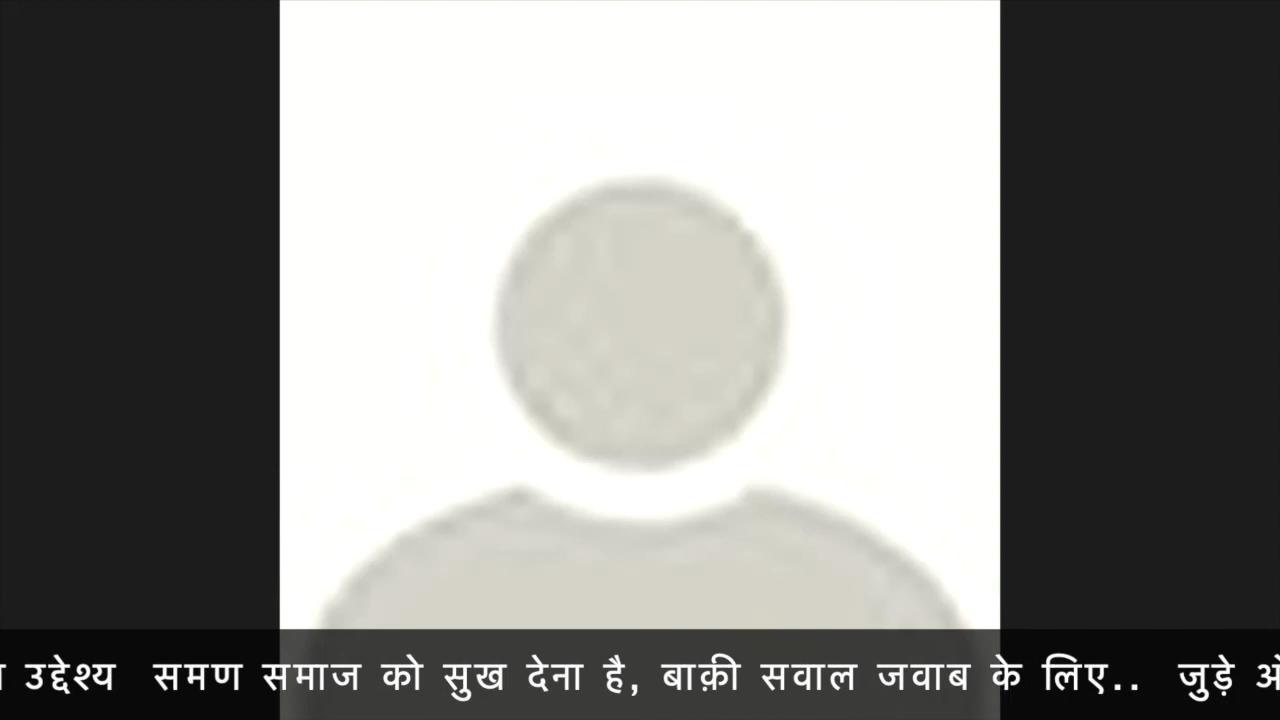 उद्देश्य समण समाज को सुख देना है, बाक़ी सवाल जवाब के लिए.. जुड़े